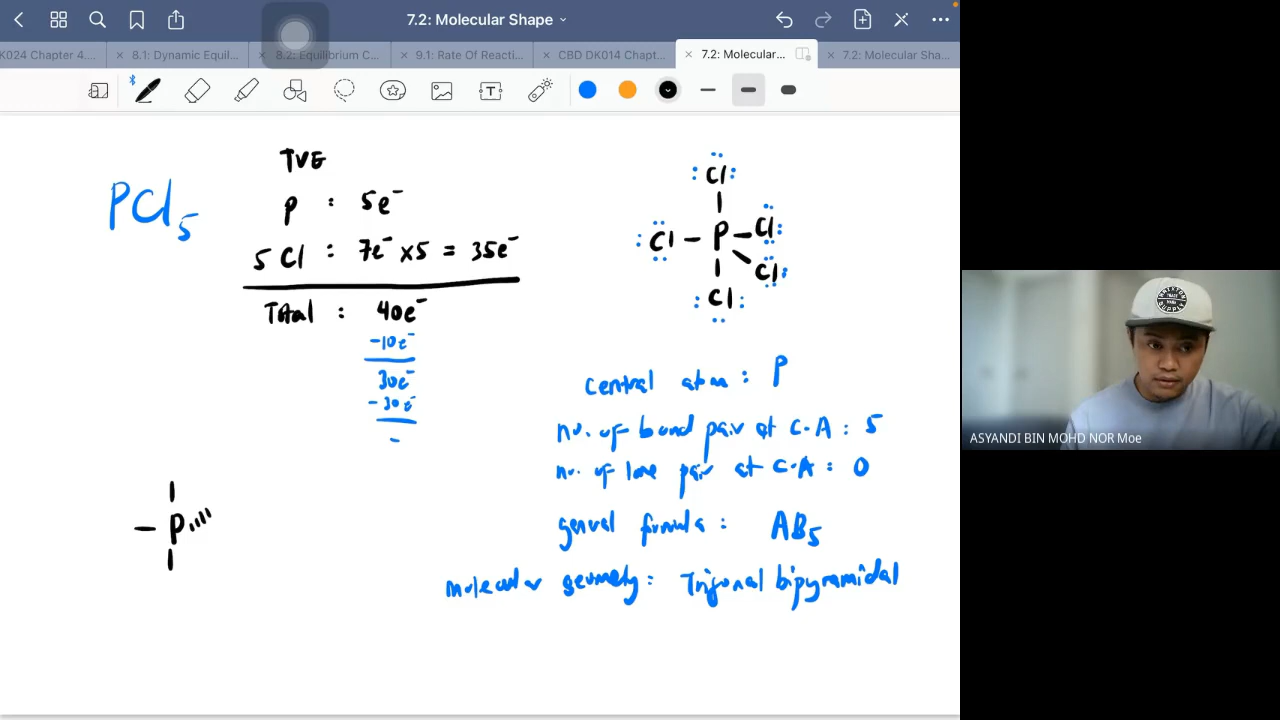 7.2: Molecular Shape
K024 Chapter 4....
8.1: Dynamic Equil...
8.2: Equilibrium C...
9.1: Rate Of Reacti...
CBD DK014 Chapt...
7.2: Molecular...
7.2: Molecular Sha...
PCl5
TVE
P : 5e⁻
5 Cl : 7e⁻ x5 = 35e⁻
Total : 40e⁻
-10e⁻
30e⁻
-30e⁻
-
:Cl:
:Cl - P - Cl:
Cl:
:Cl:
central atom : P
no. of bond pair at C.A : 5
no. of lone pair at C.A : 0
general formula : AB5
molecular geometry : Trigonal bipyramidal
- P
ASYANDI BIN MOHD NOR Moe